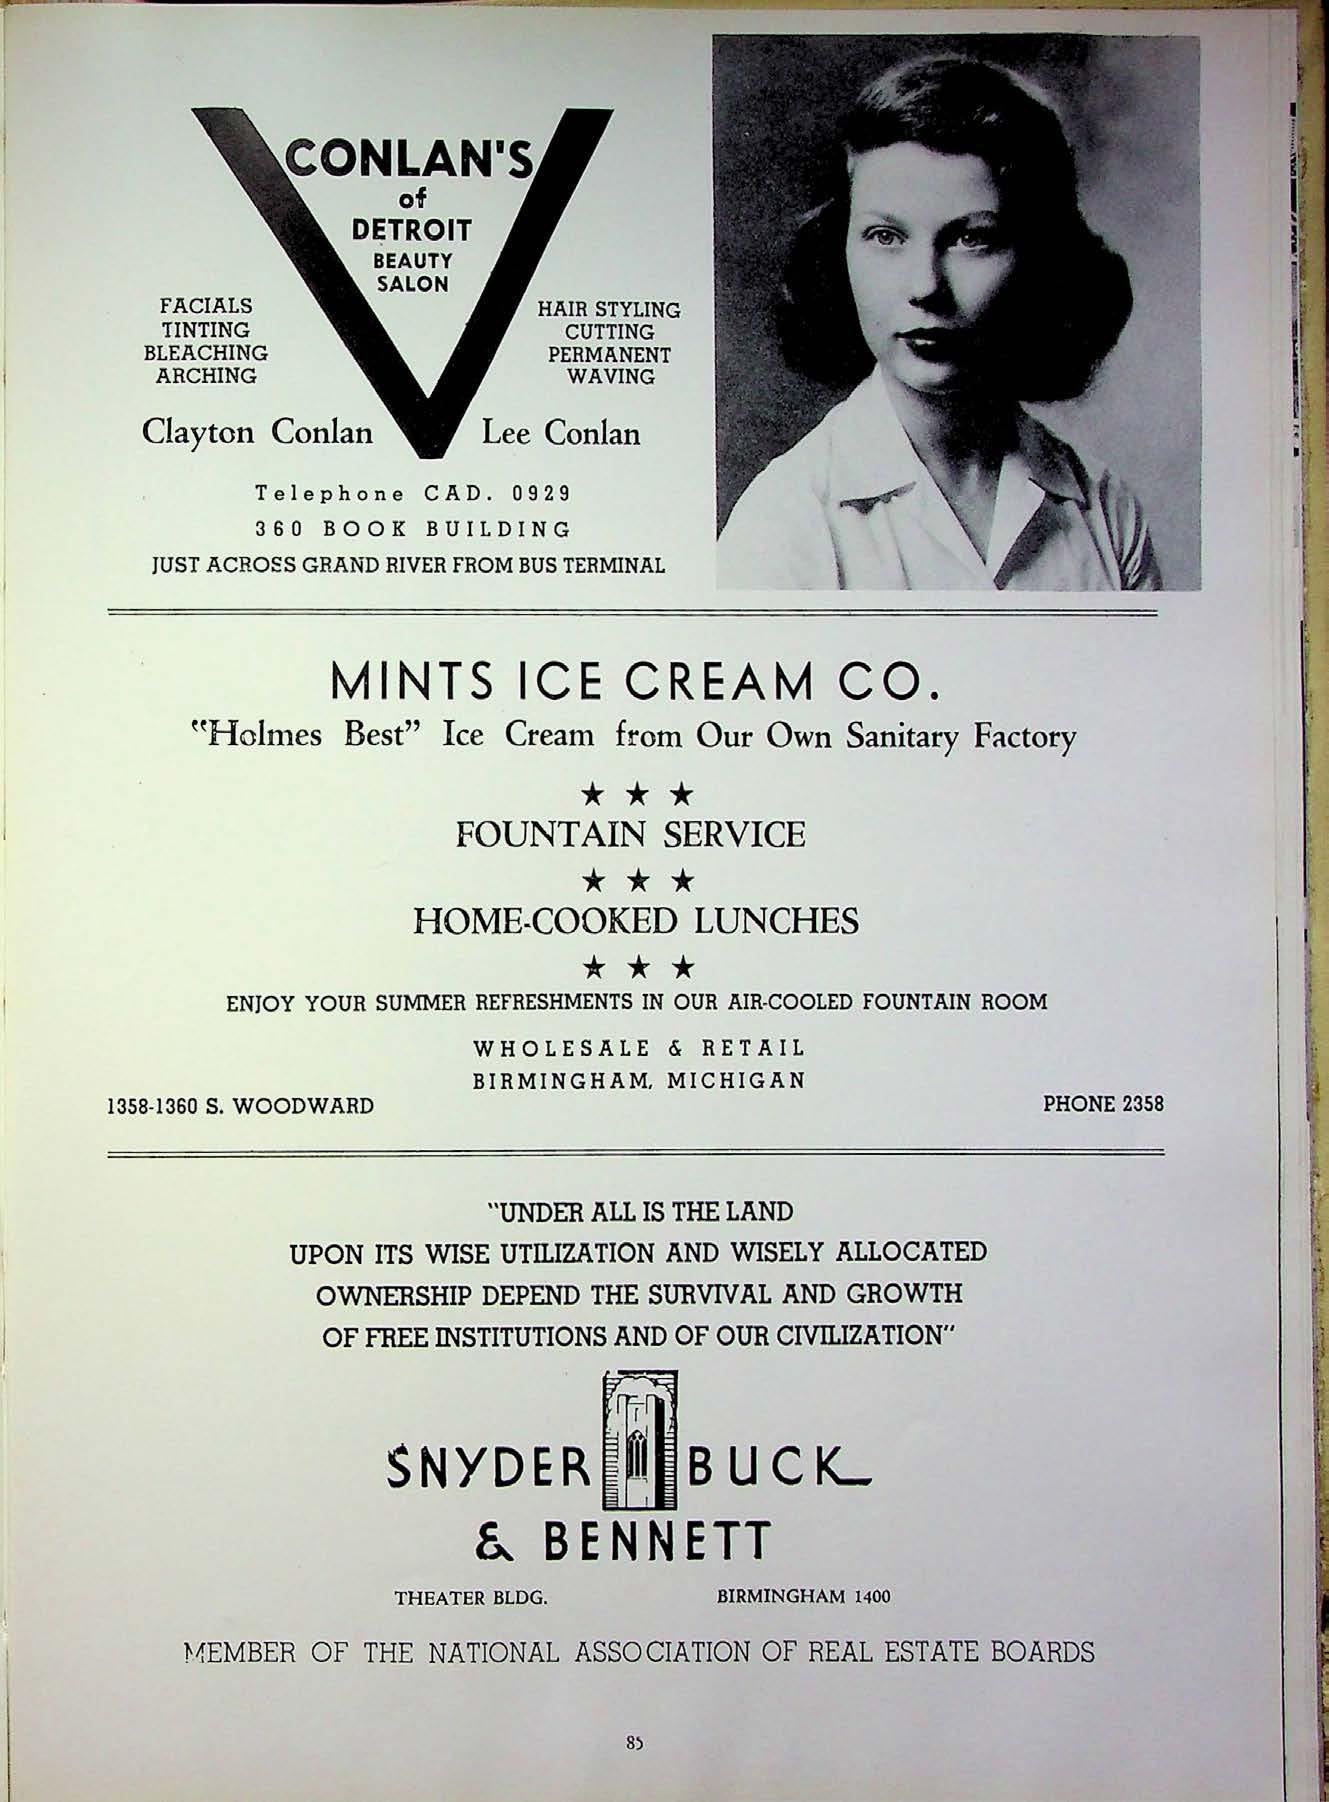 CONLAN'S
of
DETROIT
BEAUTY
SALON
FACIALS
TINTING
BLEACHING
ARCHING
HAIR STYLING
CUTTING
PERMANENT
WAVING
Clayton Conlan
Lee Conlan
Telephone CAD. 0929
360 BOOK BUILDING
JUST ACROSS GRAND RIVER FROM BUS TERMINAL
MINTS ICE CREAM CO.
"Holmes Best" Ice Cream from Our Own Sanitary Factory
★ ★ ★
FOUNTAIN SERVICE
★ ★ ★
HOME-COOKED LUNCHES
★ ★ ★
ENJOY YOUR SUMMER REFRESHMENTS IN OUR AIR-COOLED FOUNTAIN ROOM
WHOLESALE & RETAIL
BIRMINGHAM, MICHIGAN
1358-1360 S. WOODWARD
PHONE 2358
"UNDER ALL IS THE LAND
UPON ITS WISE UTILIZATION AND WISELY ALLOCATED
OWNERSHIP DEPEND THE SURVIVAL AND GROWTH
OF FREE INSTITUTIONS AND OF OUR CIVILIZATION"
SNYDER BUCK
& BENNETT
THEATER BLDG.
BIRMINGHAM 1400
MEMBER OF THE NATIONAL ASSOCIATION OF REAL ESTATE BOARDS
85